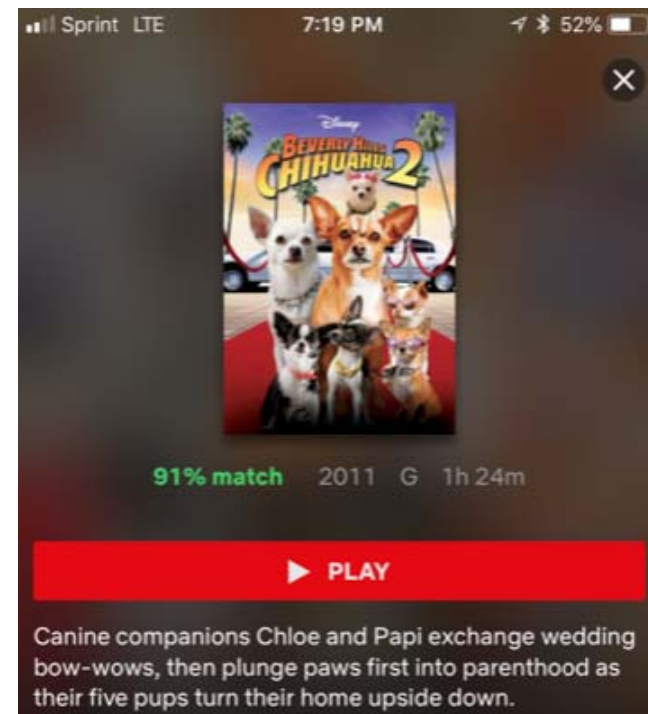 Sprint LTE
7:19 PM
52%
Disney
BEVERLY HILLS
CHIHUAHUA 2
91% match 2011 G 1h 24m
PLAY
Canine companions Chloe and Papi exchange wedding
bow-wows, then plunge paws first into parenthood as
their five pups turn their home upside down.